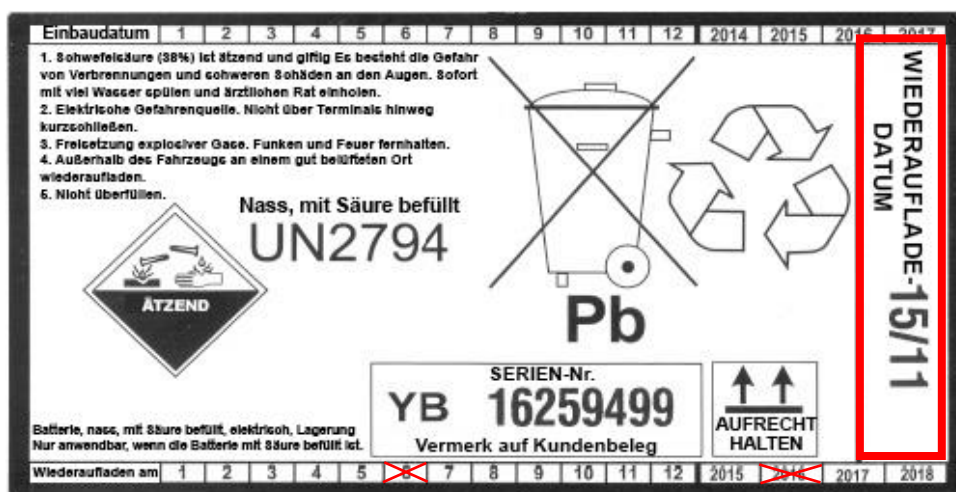 Einbaudatum 1 2 3 4 5 6 7 8 9 10 11 12 2014 2015 2016 2017
1. Schwefelsäure (38%) ist ätzend und giftig Es besteht die Gefahr
von Verbrennungen und schweren Schäden an den Augen. Sofort
mit viel Wasser spülen und ärztlichen Rat einholen.
2. Elektrische Gefahrenquelle. Nicht über Terminals hinweg
kurzschließen.
3. Freisetzung explosiver Gase. Funken und Feuer fernhalten.
4. Außerhalb des Fahrzeugs an einem gut belüfteten Ort
wiederaufladen.
5. Nicht überfüllen.
Nass, mit Säure befüllt
UN2794
ÄTZEND
Pb
WIEDERAUFLADE-
DATUM
15/11
SERIEN-Nr.
YB 16259499
Vermerk auf Kundenbeleg
AUFRECHT
HALTEN
Batterie, nass, mit Säure befüllt, elektrisch, Lagerung
Nur anwendbar, wenn die Batterie mit Säure befüllt ist.
Wiederaufladen am 1 2 3 4 5 6 7 8 9 10 11 12 2015 2016 2017 2018